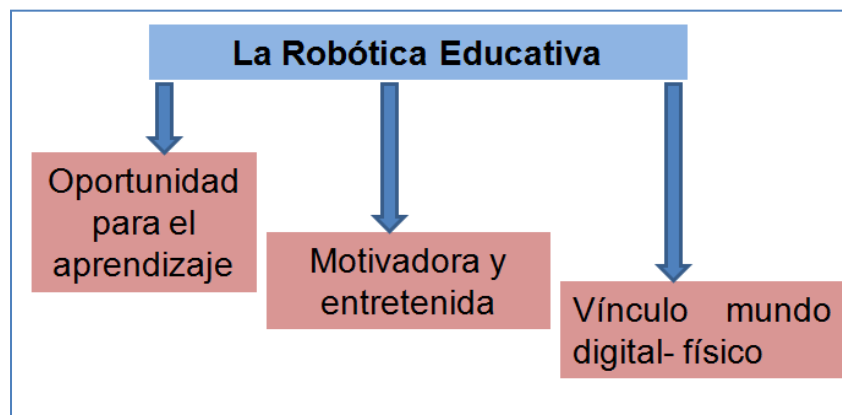 La Robótica Educativa
Oportunidad
para el
aprendizaje
Motivadora y
entretenida
Vínculo mundo
digital- físico